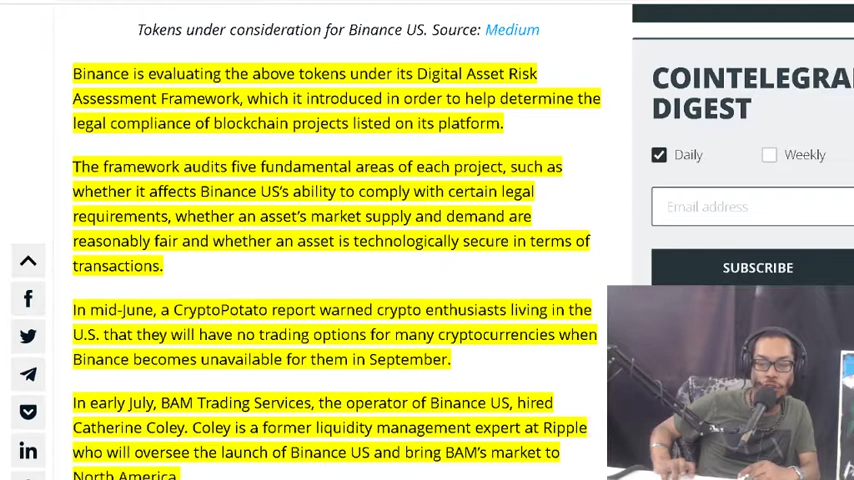 Tokens under consideration for Binance US. Source: Medium
Binance is evaluating the above tokens under its Digital Asset Risk
Assessment Framework, which it introduced in order to help determine the
legal compliance of blockchain projects listed on its platform.
The framework audits five fundamental areas of each project, such as
whether it affects Binance US's ability to comply with certain legal
requirements, whether an asset's market supply and demand are
reasonably fair and whether an asset is technologically secure in terms of
transactions.
In mid-June, a CryptoPotato report warned crypto enthusiasts living in the
U.S. that they will have no trading options for many cryptocurrencies when
Binance becomes unavailable for them in September.
In early July, BAM Trading Services, the operator of Binance US, hired
Catherine Coley. Coley is a former liquidity management expert at Ripple
who will oversee the launch of Binance US and bring BAM's market to
North America.
COINTELEGRA
DIGEST
Daily
Weekly
Email address
SUBSCRIBE